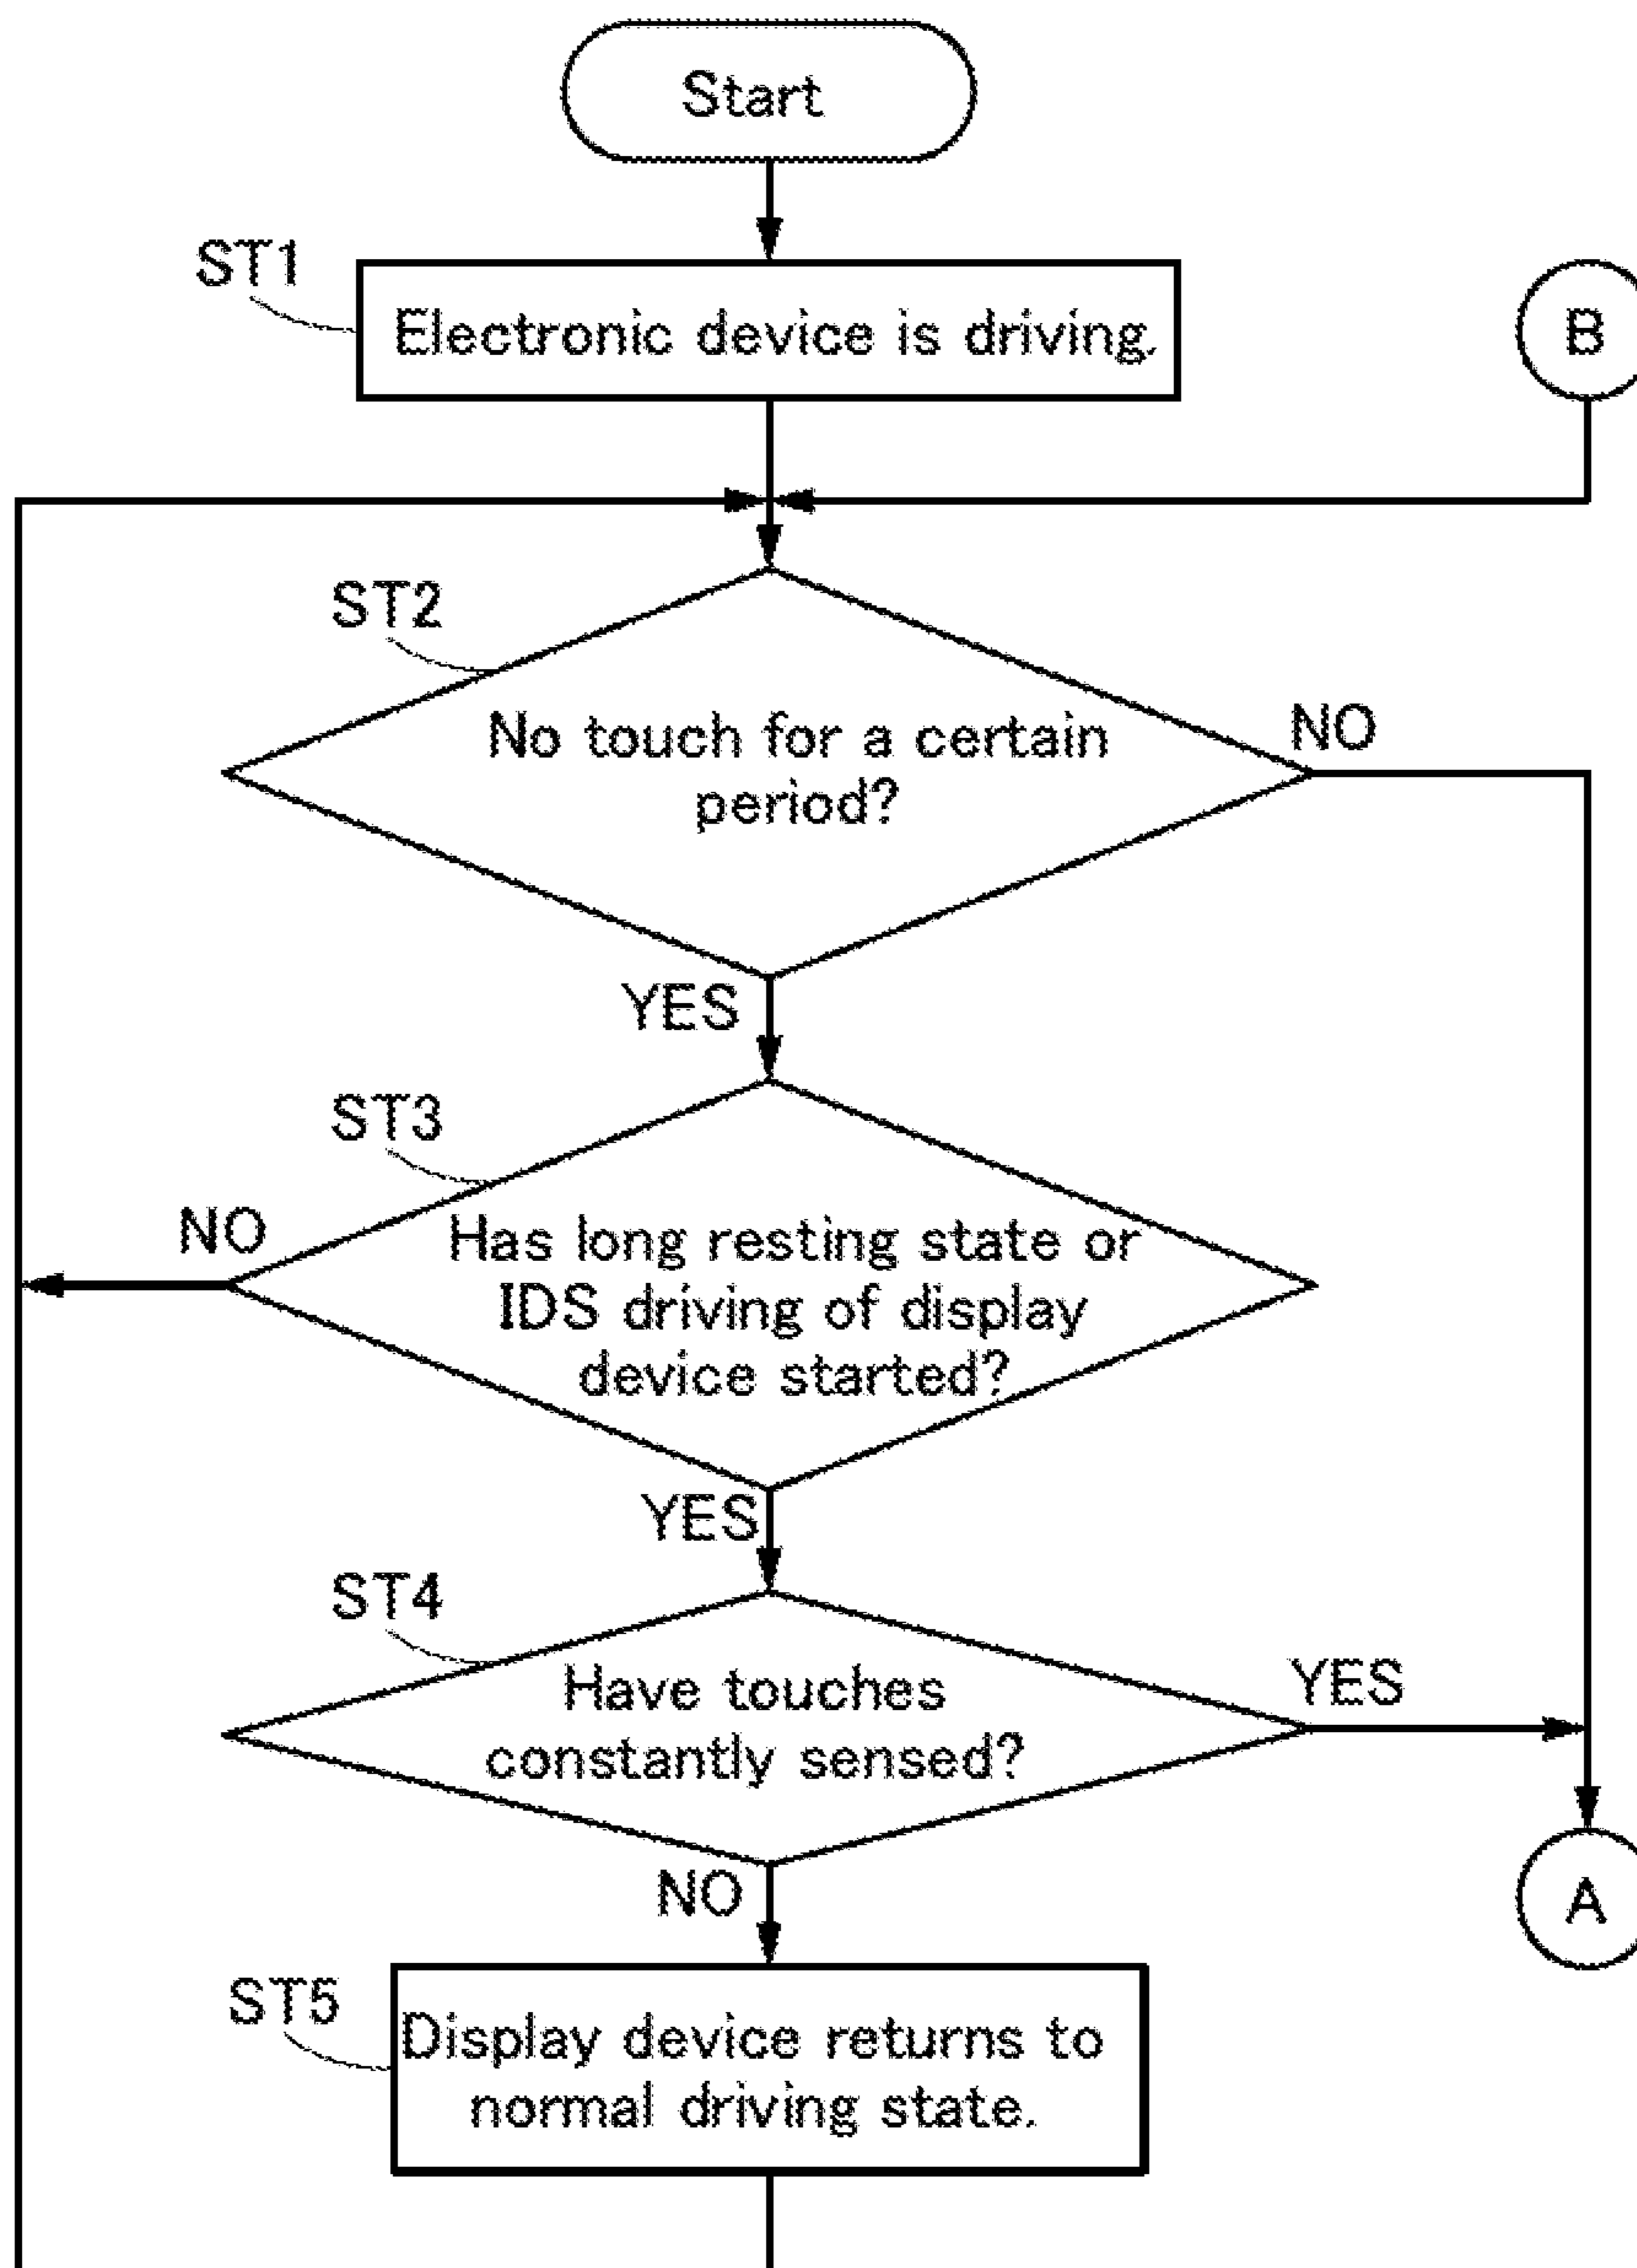 Start
ST1
Electronic device is driving.
B
ST2
No touch for a certain
period?
NO
YES
ST3
NO
Has long resting state or
IDS driving of display
device started?
YES
ST4
Have touches
constantly sensed?
YES
NO
A
ST5
Display device returns to
normal driving state.